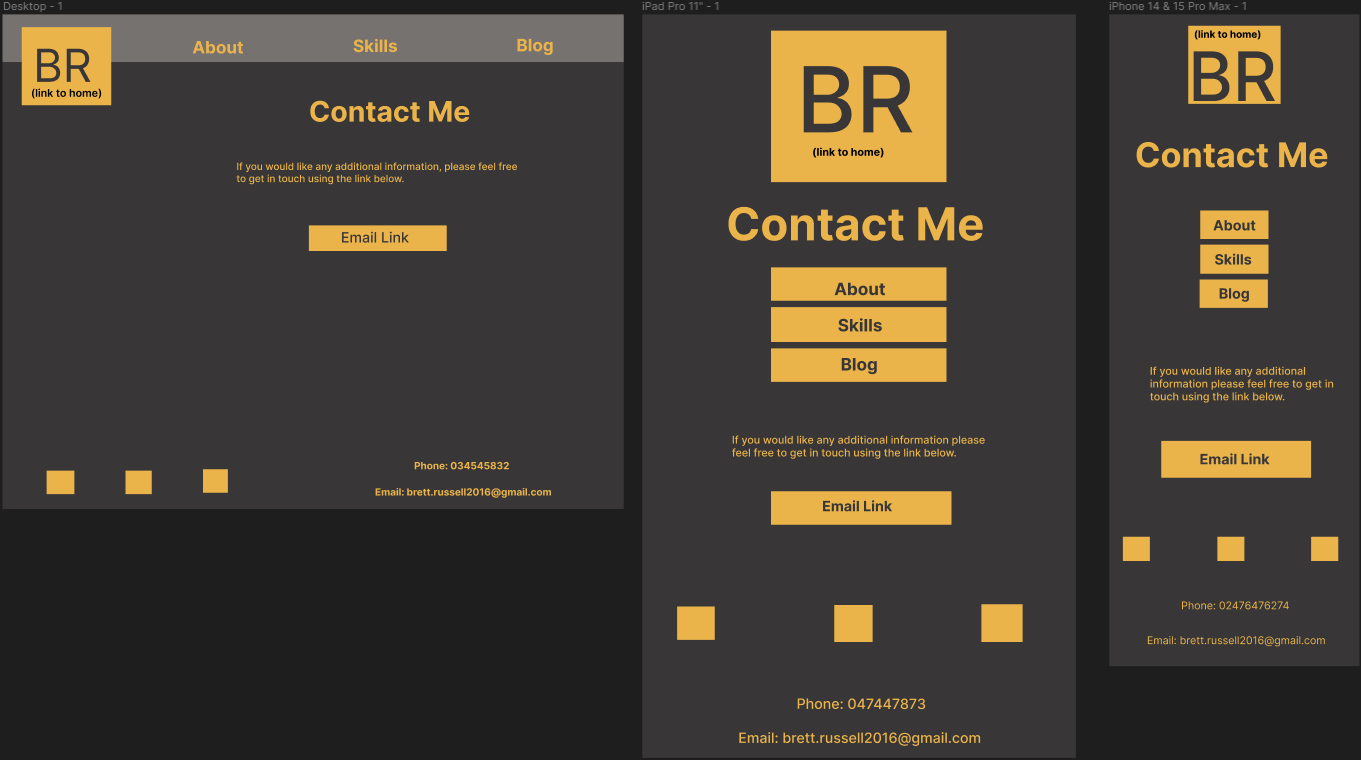 Desktop - 1
About
Skills
Blog
BR
(link to home)
Contact Me
If you would like any additional information, please feel free
to get in touch using the link below.
Email Link
Phone: 034545832
Email: brett.russell2016@gmail.com
iPad Pro 11" - 1
BR
(link to home)
Contact Me
About
Skills
Blog
If you would like any additional information please
feel free to get in touch using the link below.
Email Link
Phone: 047447873
Email: brett.russell2016@gmail.com
iPhone 14 & 15 Pro Max - 1
(link to home)
BR
Contact Me
About
Skills
Blog
If you would like any additional
information please feel free to get in
touch using the link below.
Email Link
Phone: 02476476274
Email: brett.russell2016@gmail.com